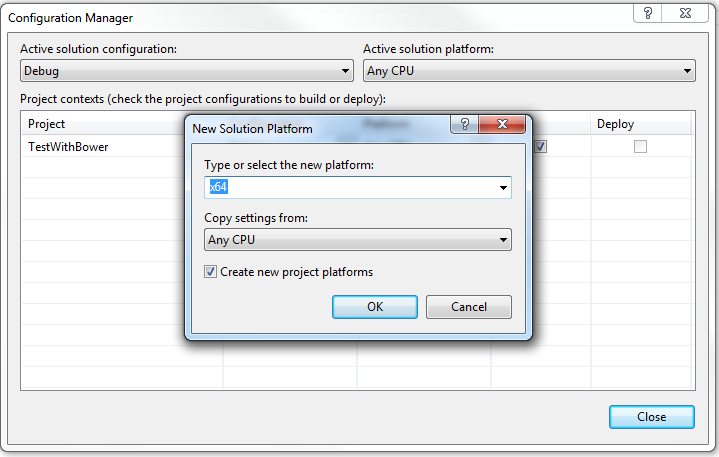 Configuration Manager
?
Active solution configuration:
Active solution platform:
Debug
Any CPU
Project contexts (check the project configurations to build or deploy):
Project
Deploy
TestWithBower
New Solution Platform
?
Type or select the new platform:
x64
Copy settings from:
Any CPU
Create new project platforms
OK
Cancel
Close